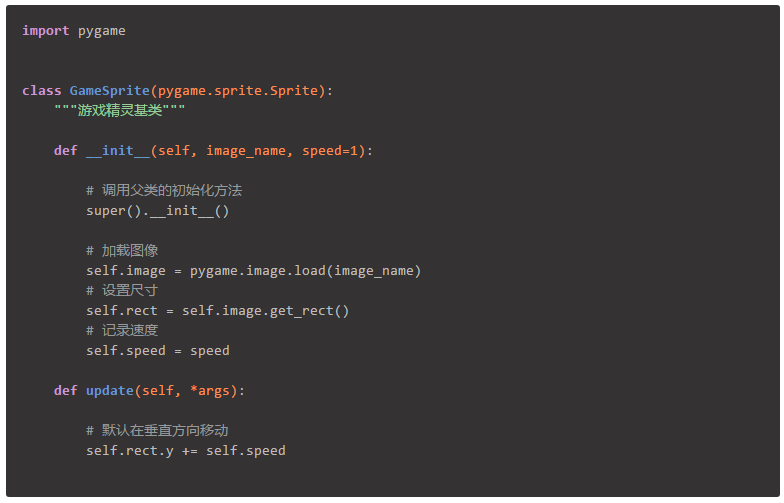 import pygame
class GameSprite(pygame.sprite.Sprite):
    """游戏精灵基类"""
    def __init__(self, image_name, speed=1):
        # 调用父类的初始化方法
        super().__init__()
        # 加载图像
        self.image = pygame.image.load(image_name)
        # 设置尺寸
        self.rect = self.image.get_rect()
        # 记录速度
        self.speed = speed
    def update(self, *args):
        # 默认在垂直方向移动
        self.rect.y += self.speed